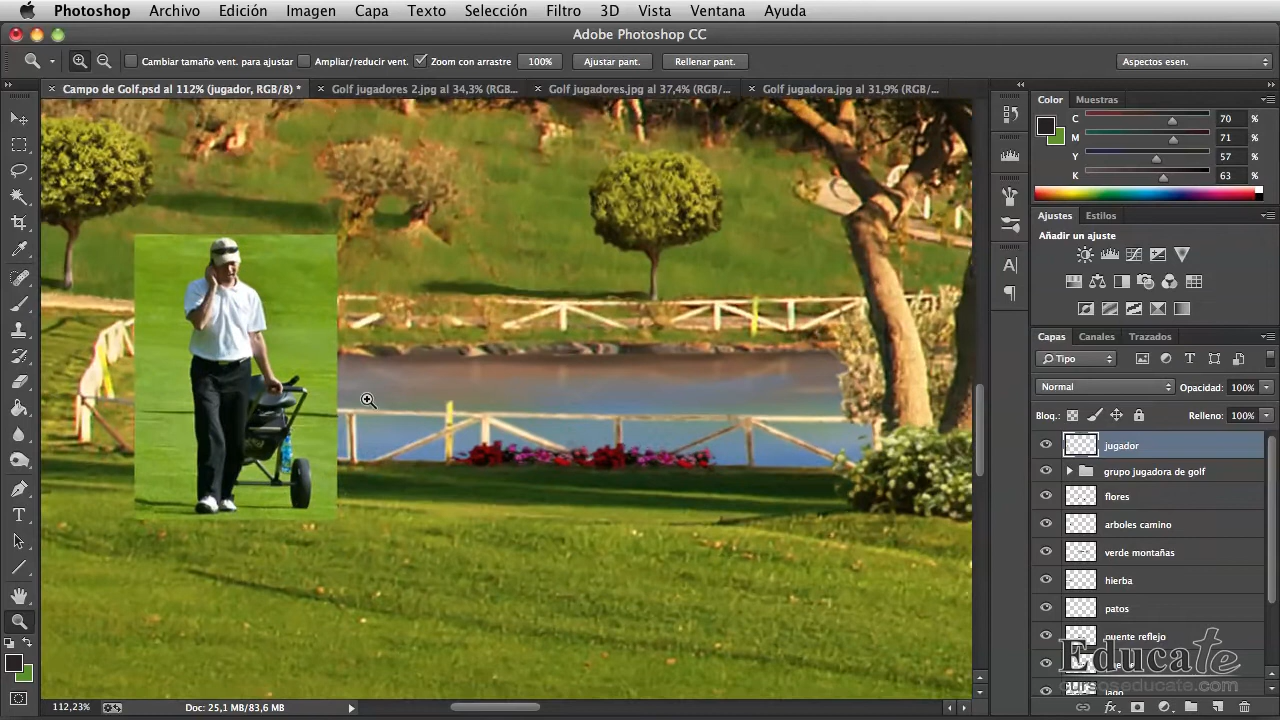 Photoshop Archivo Edición Imagen Capa Texto Selección Filtro 3D Vista Ventana Ayuda
Adobe Photoshop CC
Cambiar tamaño vent. para ajustar Ampliar/reducir vent. Zoom con arrastre 100% Ajustar pant. Rellenar pant. Aspectos esen.
Campo de Golf.psd al 112% (jugador, RGB/8) * Golf jugadores 2.jpg al 34,3% (RGB... Golf jugadores.jpg al 37,4% (RGB/... Golf jugadora.jpg al 31,9% (RGB/...
Color Muestras
C 70 %
M 71 %
Y 57 %
K 63 %
Ajustes Estilos
Añadir un ajuste
Capas Canales Trazados
Tipo
Normal Opacidad: 100%
Bloq.: Relleno: 100%
jugador
grupo jugadora de golf
flores
arboles camino
verde montañas
hierba
patos
puente reflejo
lago
Educate
cursoseducate.com
112,23% Doc: 25,1 MB/83,6 MB